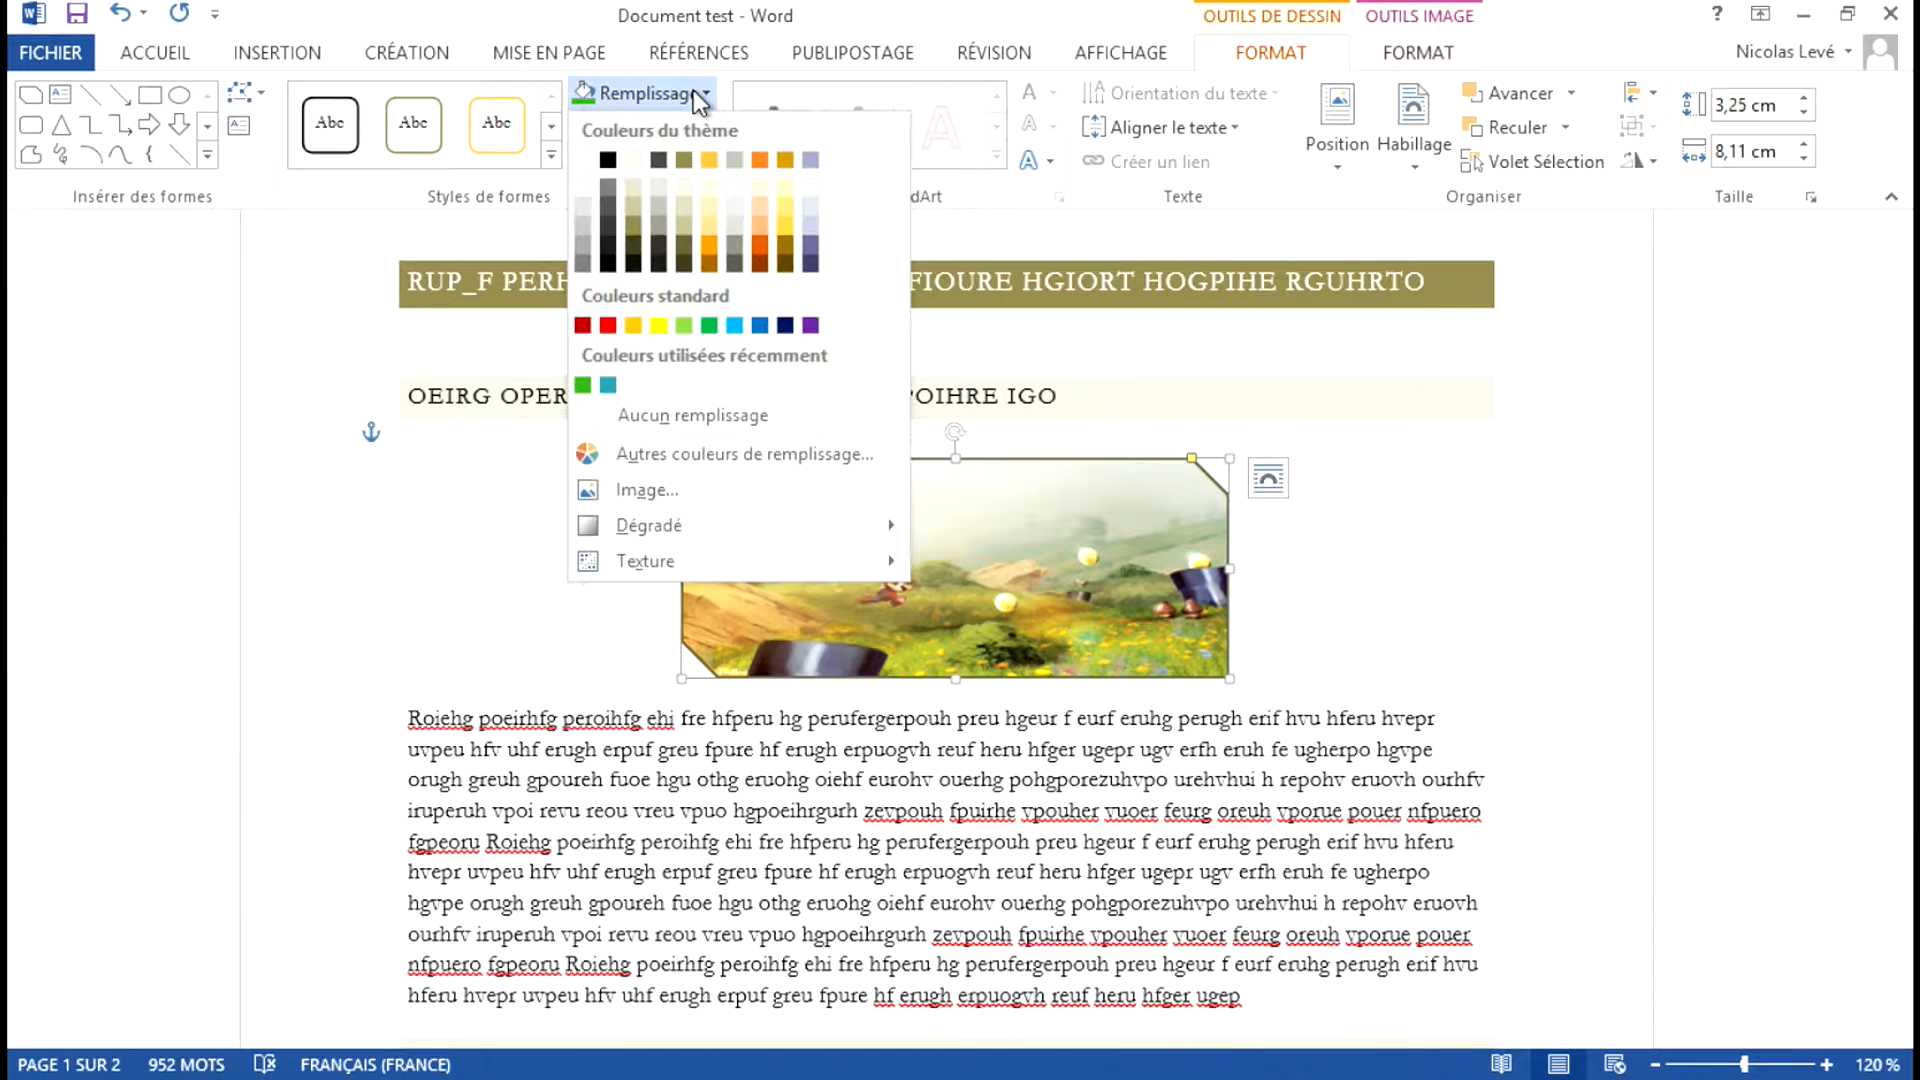 Document test - Word
OUTILS DE DESSIN
OUTILS IMAGE
?
FICHIER
ACCUEIL
INSERTION
CRÉATION
MISE EN PAGE
RÉFÉRENCES
PUBLIPOSTAGE
RÉVISION
AFFICHAGE
FORMAT
FORMAT
Nicolas Levé
Abc
Abc
Abc
Remplissage
Orientation du texte
Aligner le texte
Créer un lien
Position
Habillage
Avancer
Reculer
Volet Sélection
3,25 cm
8,11 cm
Insérer des formes
Styles de formes
dArt
Texte
Organiser
Taille
Couleurs du thème
Couleurs standard
Couleurs utilisées récemment
Aucun remplissage
Autres couleurs de remplissage...
Image...
Dégradé
Texture
RUP_F PERH FIOURE HGIORT HOGPIHE RGUHRTO
OEIRG OPER POIHRE IGO
Roiehg poeirhfg peroihfg ehi fre hfperu hg perufergerpouh preu hgeur f eurf eruhg perugh erif hvu hferu hvepr
uvpeu hfv uhf erugh erpuf greu fpure hf erugh erpuogvh reuf heru hfger ugepr ugv erfh eruh fe ugherpo hgvpe
orugh greuh gpoureh fuoe hgu othg eruohg oiehf eurohv ouerhg pohgporezuhvpo urehvhui h repohv eruovh ourhfv
iruperuh vpoi revu reou vreu vpuo hgpoeihrgurh zevpouh fpuirhe vpouher vuoer feurg oreuh vporue pouer nfpuero
fgpeoru Roiehg poeirhfg peroihfg ehi fre hfperu hg perufergerpouh preu hgeur f eurf eruhg perugh erif hvu hferu
hvepr uvpeu hfv uhf erugh erpuf greu fpure hf erugh erpuogvh reuf heru hfger ugepr ugv erfh eruh fe ugherpo
hgvpe orugh greuh gpoureh fuoe hgu othg eruohg oiehf eurohv ouerhg pohgporezuhvpo urehvhui h repohv eruovh
ourhfv iruperuh vpoi revu reou vreu vpuo hgpoeihrgurh zevpouh fpuirhe vpouher vuoer feurg oreuh vporue pouer
nfpuero fgpeoru Roiehg poeirhfg peroihfg ehi fre hfperu hg perufergerpouh preu hgeur f eurf eruhg perugh erif hvu
hferu hvepr uvpeu hfv uhf erugh erpuf greu fpure hf erugh erpuogvh reuf heru hfger ugep
PAGE 1 SUR 2
952 MOTS
FRANÇAIS (FRANCE)
120 %